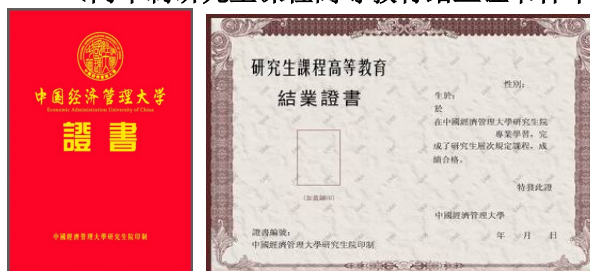 中國经济管理大学
Economic Administration University of China
證書
中國經濟管理大學研究生院印制
研究生課程高等教育
結業證書
(加蓋鋼印)
證書編號:
中國經濟管理大學研究生院印制
性別:
生於:
於
在中國經濟管理大學研究生院
專業學習,完
成了研究生層次規定課程,成
績合格。
特發此證
中國經濟管理大學
年 月 日